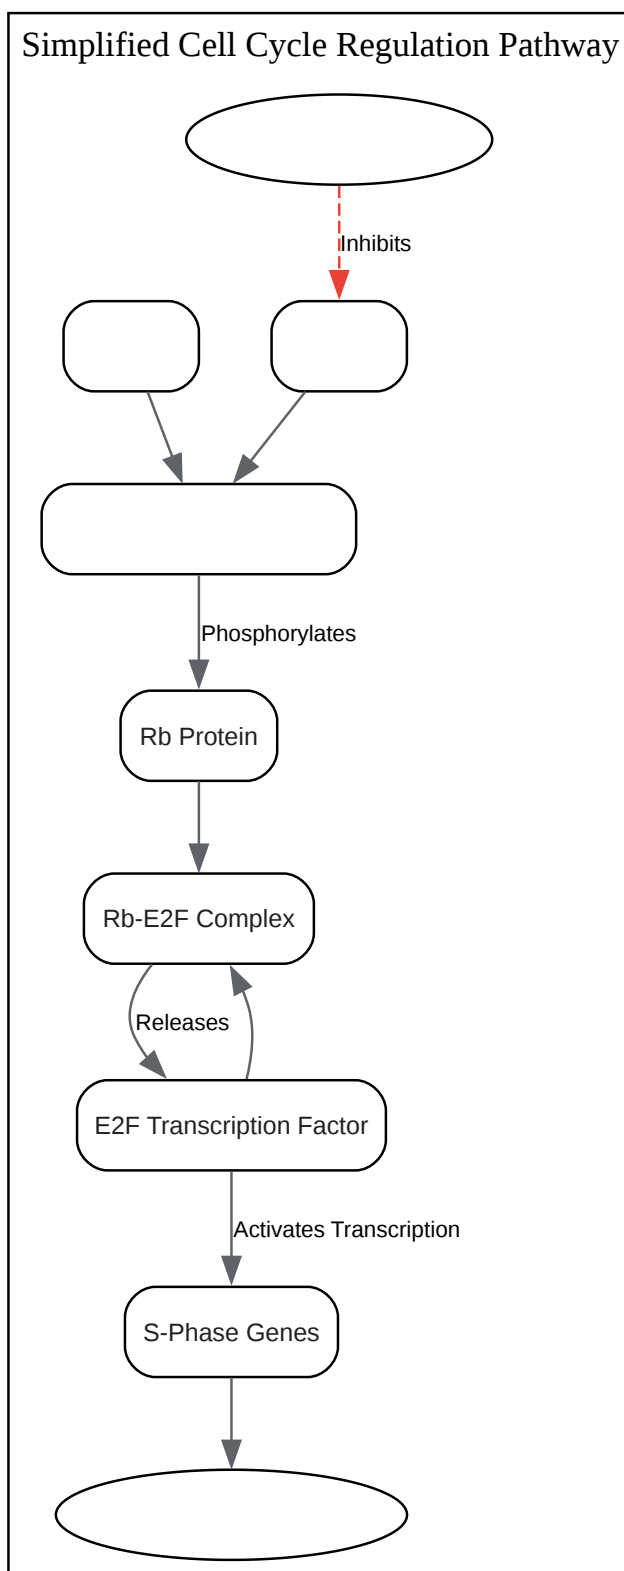 Simplified Cell Cycle Regulation Pathway
Inhibits
Phosphorylates
Rb Protein
Rb-E2F Complex
Releases
E2F Transcription Factor
Activates Transcription
S-Phase Genes